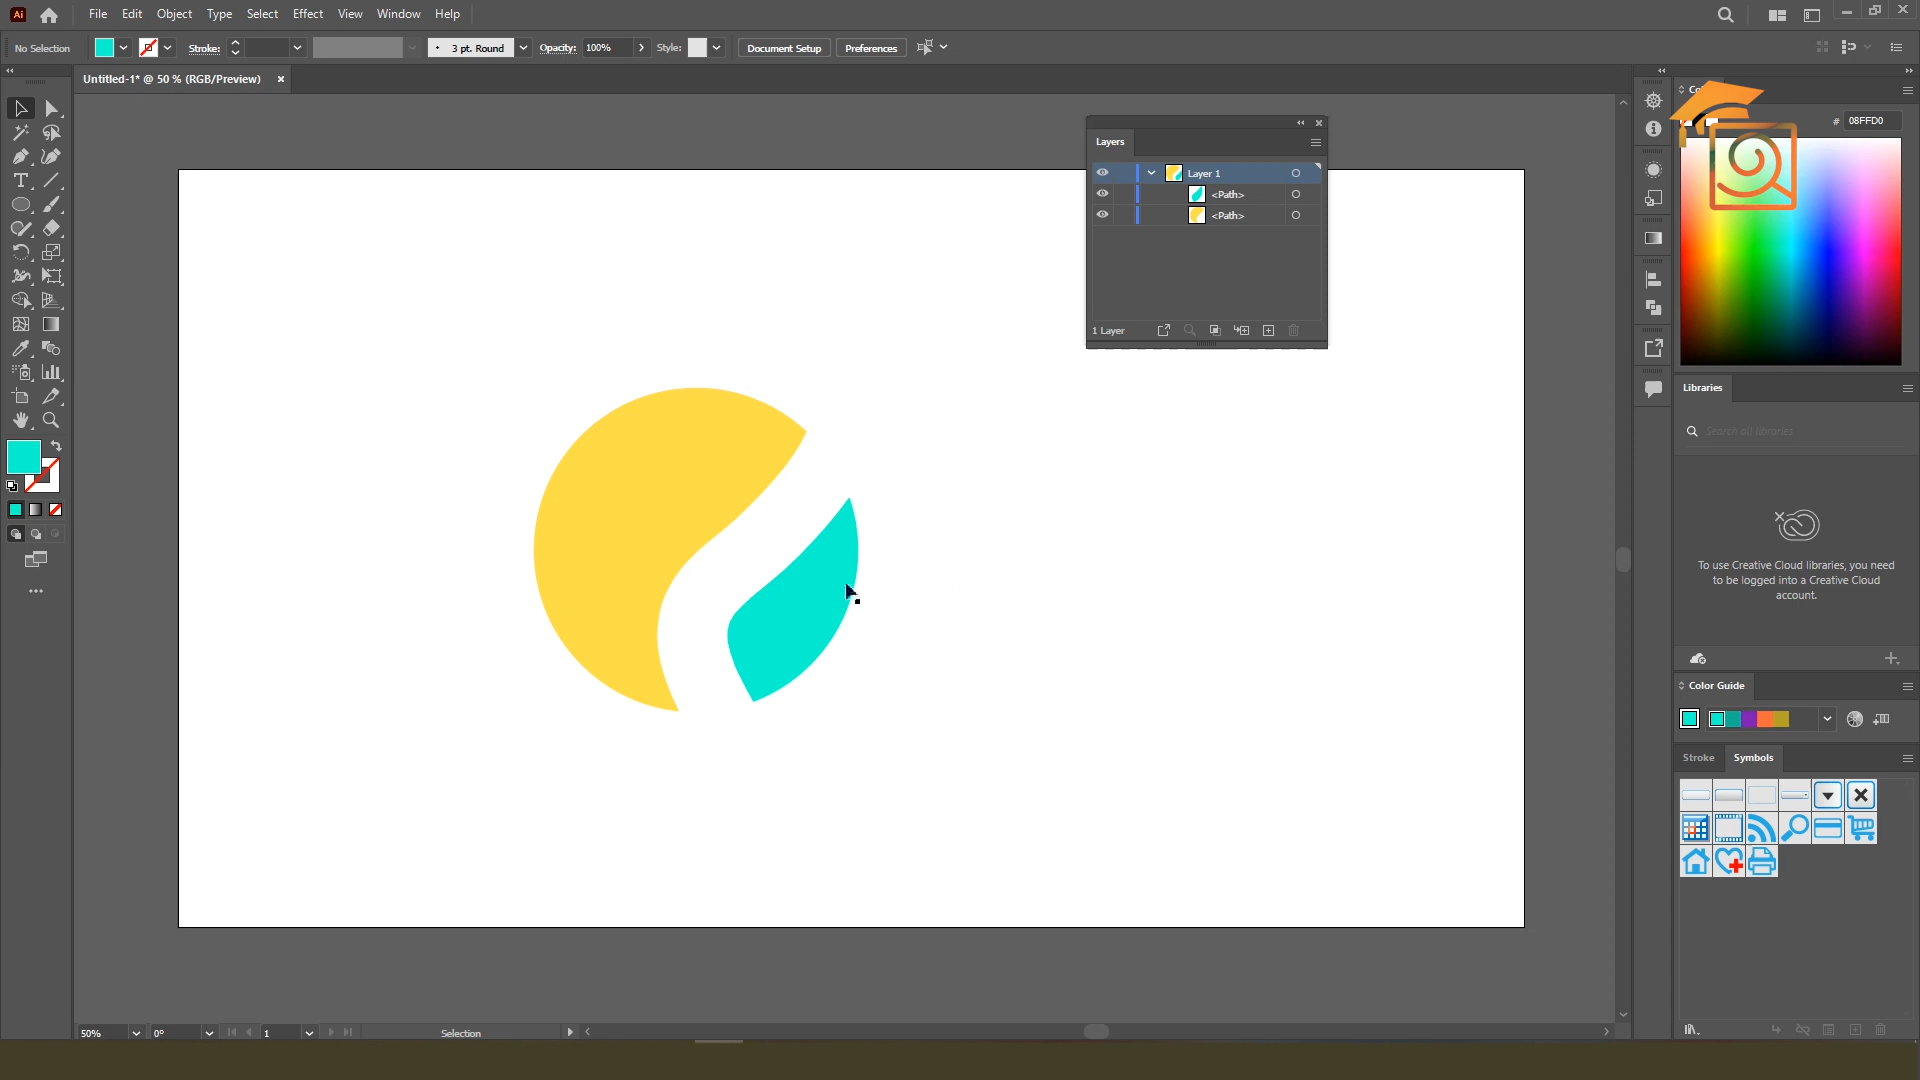 Ai File Edit Object Type Select Effect View Window Help
No Selection Stroke: 3 pt. Round Opacity: 100% Style: Document Setup Preferences
Untitled-1* @ 50 % (RGB/Preview)
Layers
Layer 1
<Path>
<Path>
1 Layer
# 08FFD0
Libraries
Search all libraries
To use Creative Cloud libraries, you need
to be logged into a Creative Cloud
account.
Color Guide
Stroke Symbols
50% 0° 1 Selection